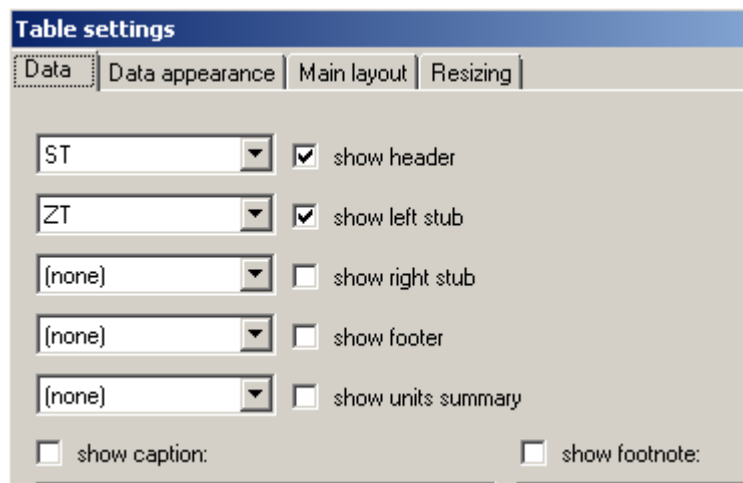 Table settings
Data Data appearance Main layout Resizing
ST show header
ZT show left stub
(none) show right stub
(none) show footer
(none) show units summary
show caption: show footnote: